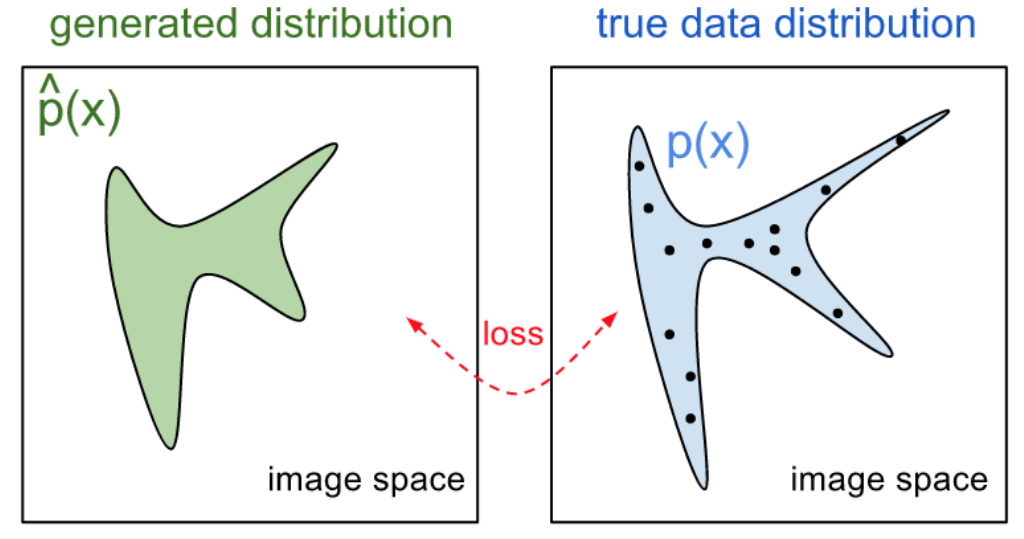 generated distribution
true data distribution
p̂(x)
p(x)
loss
image space
image space